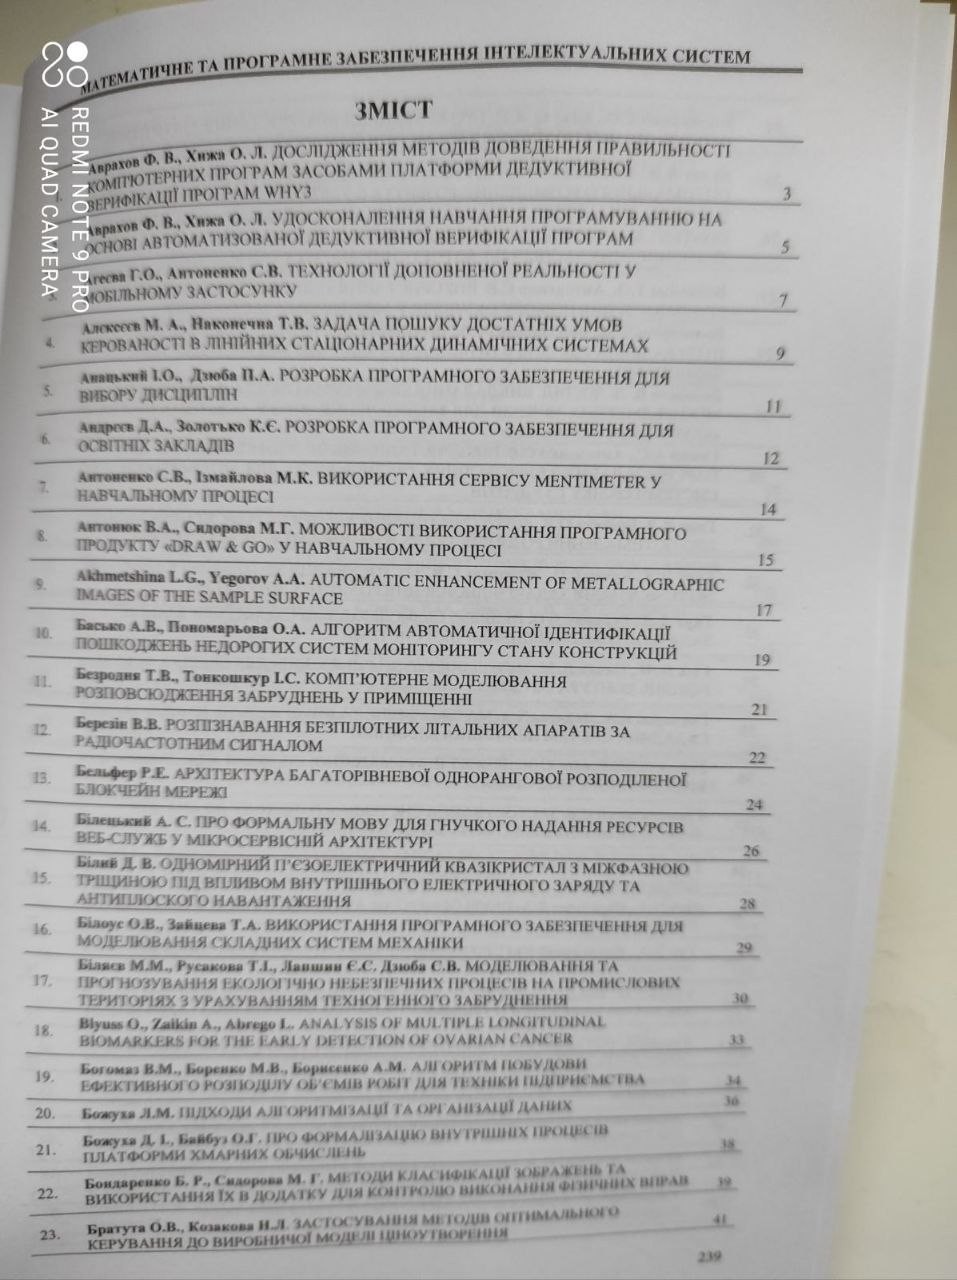 МАТЕМАТИЧНЕ ТА ПРОГРАМНЕ ЗАБЕЗПЕЧЕННЯ ІНТЕЛЕКТУАЛЬНИХ СИСТЕМ
ЗМІСТ
Аврахов Ф. В., Хижа О. Л. ДОСЛІДЖЕННЯ МЕТОДІВ ДОВЕДЕННЯ ПРАВИЛЬНОСТІ
1. КОМП'ЮТЕРНИХ ПРОГРАМ ЗАСОБАМИ ПЛАТФОРМИ ДЕДУКТИВНОЇ
ВЕРИФІКАЦІЇ ПРОГРАМ WHY3 3
Аврахов Ф. В., Хижа О. Л. УДОСКОНАЛЕННЯ НАВЧАННЯ ПРОГРАМУВАННЮ НА
ОСНОВІ АВТОМАТИЗОВАНОЇ ДЕДУКТИВНОЇ ВЕРИФІКАЦІЇ ПРОГРАМ 5
Агеєва Г.О., Антоненко С.В. ТЕХНОЛОГІЇ ДОПОВНЕНОЇ РЕАЛЬНОСТІ У
3. МОБІЛЬНОМУ ЗАСТОСУНКУ 7
4. Алексеев М. А., Наконечна Т.В. ЗАДАЧА ПОШУКУ ДОСТАТНІХ УМОВ
КЕРОВАНОСТІ В ЛІНІЙНИХ СТАЦІОНАРНИХ ДИНАМІЧНИХ СИСТЕМАХ 9
5. Анацький І.О., Дзюба П.А. РОЗРОБКА ПРОГРАМНОГО ЗАБЕЗПЕЧЕННЯ ДЛЯ
ВИБОРУ ДИСЦИПЛІН 11
6. Андреєв Д.А., Золотько К.Є. РОЗРОБКА ПРОГРАМНОГО ЗАБЕЗПЕЧЕННЯ ДЛЯ
ОСВІТНІХ ЗАКЛАДІВ 12
7. Антоненко С.В., Ізмайлова М.К. ВИКОРИСТАННЯ СЕРВІСУ MENTIMETER У
НАВЧАЛЬНОМУ ПРОЦЕСІ 14
8. Антонюк В.А., Сидорова М.Г. МОЖЛИВОСТІ ВИКОРИСТАННЯ ПРОГРАМНОГО
ПРОДУКТУ «DRAW & GO» У НАВЧАЛЬНОМУ ПРОЦЕСІ 15
9. Akhmetshina L.G., Yegorov A.A. AUTOMATIC ENHANCEMENT OF METALLOGRAPHIC
IMAGES OF THE SAMPLE SURFACE 17
10. Басько А.В., Пономарьова О.А. АЛГОРИТМ АВТОМАТИЧНОЇ ІДЕНТИФІКАЦІЇ
ПОШКОДЖЕНЬ НЕДОРОГИХ СИСТЕМ МОНІТОРИНГУ СТАНУ КОНСТРУКЦІЙ 19
11. Безродня Т.В., Тонкошкур І.С. КОМП'ЮТЕРНЕ МОДЕЛЮВАННЯ
РОЗПОВСЮДЖЕННЯ ЗАБРУДНЕНЬ У ПРИМІЩЕННІ 21
12. Березів В.В. РОЗПІЗНАВАННЯ БЕЗПІЛОТНИХ ЛІТАЛЬНИХ АПАРАТІВ ЗА
РАДІОЧАСТОТНИМ СИГНАЛОМ 22
13. Бельфер Р.Е. АРХІТЕКТУРА БАГАТОРІВНЕВОЇ ОДНОРАНГОВОЇ РОЗПОДІЛЕНОЇ
БЛОКЧЕЙН МЕРЕЖІ 24
14. Білецький А. С. ПРО ФОРМАЛЬНУ МОВУ ДЛЯ ГНУЧКОГО НАДАННЯ РЕСУРСІВ
ВЕБ-СЛУЖБ У МІКРОСЕРВІСНІЙ АРХІТЕКТУРІ 26
Білий Д. В. ОДНОМІРНИЙ П'ЄЗОЕЛЕКТРИЧНИЙ КВАЗІКРИСТАЛ З МІЖФАЗНОЮ
15. ТРІЩИНОЮ ПІД ВПЛИВОМ ВНУТРІШНЬОГО ЕЛЕКТРИЧНОГО ЗАРЯДУ ТА
АНТИПЛОСКОГО НАВАНТАЖЕННЯ 28
16. Білоус О.В., Зайцева Т.А. ВИКОРИСТАННЯ ПРОГРАМНОГО ЗАБЕЗПЕЧЕННЯ ДЛЯ
МОДЕЛЮВАННЯ СКЛАДНИХ СИСТЕМ МЕХАНІКИ 29
Біляєв М.М., Русакова Т.І., Лапшин Є.С. Дзюба С.В. МОДЕЛЮВАННЯ ТА
17. ПРОГНОЗУВАННЯ ЕКОЛОГІЧНО НЕБЕЗПЕЧНИХ ПРОЦЕСІВ НА ПРОМИСЛОВИХ
ТЕРИТОРІЯХ З УРАХУВАННЯМ ТЕХНОГЕННОГО ЗАБРУДНЕННЯ 30
18. Blyuss O., Zaikin A., Abrego L. ANALYSIS OF MULTIPLE LONGITUDINAL
BIOMARKERS FOR THE EARLY DETECTION OF OVARIAN CANCER 33
19. Богомаз В.М., Боренко М.В., Борисенко А.М. АЛГОРИТМ ПОБУДОВИ
ЕФЕКТИВНОГО РОЗПОДІЛУ ОБ'ЄМІВ РОБІТ ДЛЯ ТЕХНІКИ ПІДПРИЄМСТВА 34
20. Божуха Л.М. ПІДХОДИ АЛГОРИТМІЗАЦІЇ ТА ОРГАНІЗАЦІЇ ДАНИХ 36
21. Божуха Д. І., Байбуз О.Г. ПРО ФОРМАЛІЗАЦІЮ ВНУТРІШНІХ ПРОЦЕСІВ
ПЛАТФОРМИ ХМАРНИХ ОБЧИСЛЕНЬ 38
22. Бондаренко Б. Р., Сидорова М. Г. МЕТОДИ КЛАСИФІКАЦІЇ ЗОБРАЖЕНЬ ТА
ВИКОРИСТАННЯ ЇХ В ДОДАТКУ ДЛЯ КОНТРОЛЮ ВИКОНАННЯ ФІЗИЧНИХ ВПРАВ 39
23. Братута О.В., Козакова Н.Л. ЗАСТОСУВАННЯ МЕТОДІВ ОПТИМАЛЬНОГО
КЕРУВАННЯ ДО ВИРОБНИЧОЇ МОДЕЛІ ЦІНОУТВОРЕННЯ 41
239
REDMI NOTE 9 PRO
AI QUAD CAMERA